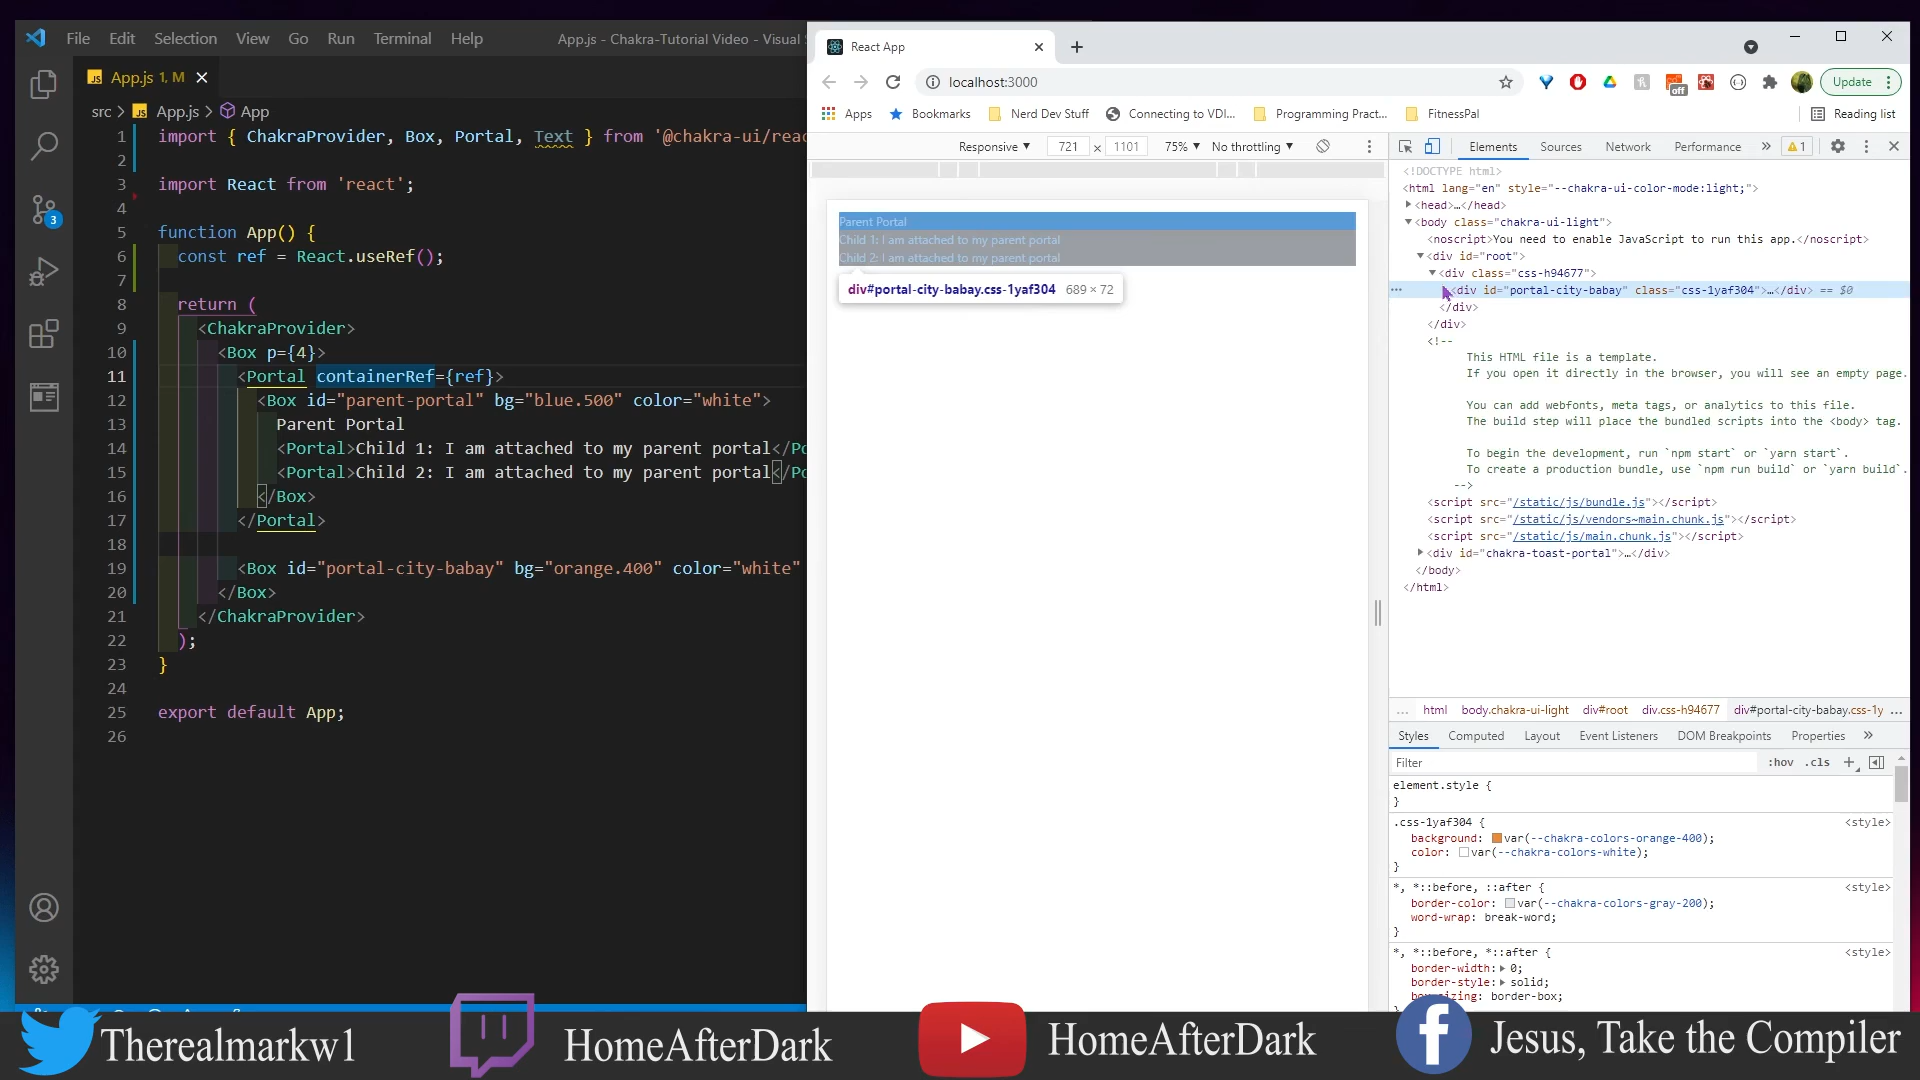 File Edit Selection View Go Run Terminal Help App.js - Chakra-Tutorial Video - Visual S
App.js 1, M
src > App.js > App
1 import { ChakraProvider, Box, Portal, Text } from '@chakra-ui/reac
2
3 import React from 'react';
4
5 function App() {
6 const ref = React.useRef();
7
8 return (
9 <ChakraProvider>
10 <Box p={4}>
11 <Portal containerRef={ref}>
12 <Box id="parent-portal" bg="blue.500" color="white">
13 Parent Portal
14 <Portal>Child 1: I am attached to my parent portal</Po
15 <Portal>Child 2: I am attached to my parent portal</Po
16 </Box>
17 </Portal>
18
19 <Box id="portal-city-babay" bg="orange.400" color="white"
20 </Box>
21 </ChakraProvider>
22 );
23 }
24
25 export default App;
26
3
React App
localhost:3000
off
Update
Apps Bookmarks Nerd Dev Stuff Connecting to VDI... Programming Pract... FitnessPal Reading list
Responsive 721 x 1101 75% No throttling
Parent Portal
Child 1: I am attached to my parent portal
Child 2: I am attached to my parent portal
div#portal-city-babay.css-1yaf304 689 × 72
Elements Sources Network Performance » 1
<!DOCTYPE html>
<html lang="en" style="--chakra-ui-color-mode:light;">
<head>…</head>
<body class="chakra-ui-light">
<noscript>You need to enable JavaScript to run this app.</noscript>
<div id="root">
<div class="css-h94677">
<div id="portal-city-babay" class="css-1yaf304">…</div> == $0
</div>
</div>
<!--
This HTML file is a template.
If you open it directly in the browser, you will see an empty page.
You can add webfonts, meta tags, or analytics to this file.
The build step will place the bundled scripts into the <body> tag.
To begin the development, run `npm start` or `yarn start`.
To create a production bundle, use `npm run build` or `yarn build`.
-->
<script src="/static/js/bundle.js"></script>
<script src="/static/js/vendors~main.chunk.js"></script>
<script src="/static/js/main.chunk.js"></script>
<div id="chakra-toast-portal">…</div>
</body>
</html>
... html body.chakra-ui-light div#root div.css-h94677 div#portal-city-babay.css-1y ...
Styles Computed Layout Event Listeners DOM Breakpoints Properties »
Filter :hov .cls +
element.style {
}
.css-1yaf304 { <style>
background: var(--chakra-colors-orange-400);
color: var(--chakra-colors-white);
}
*, *::before, ::after { <style>
border-color: var(--chakra-colors-gray-200);
word-wrap: break-word;
}
*, *::before, *::after { <style>
border-width: 0;
border-style: solid;
sizing: border-box;
Therealmarkw1 HomeAfterDark HomeAfterDark Jesus, Take the Compiler